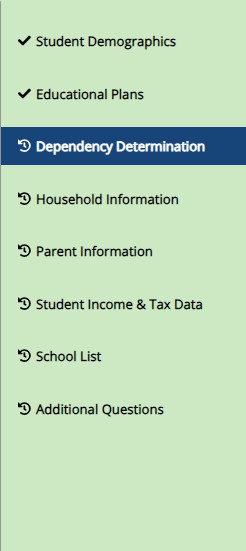 Student Demographics
Educational Plans
Dependency Determination
Household Information
Parent Information
Student Income & Tax Data
School List
Additional Questions